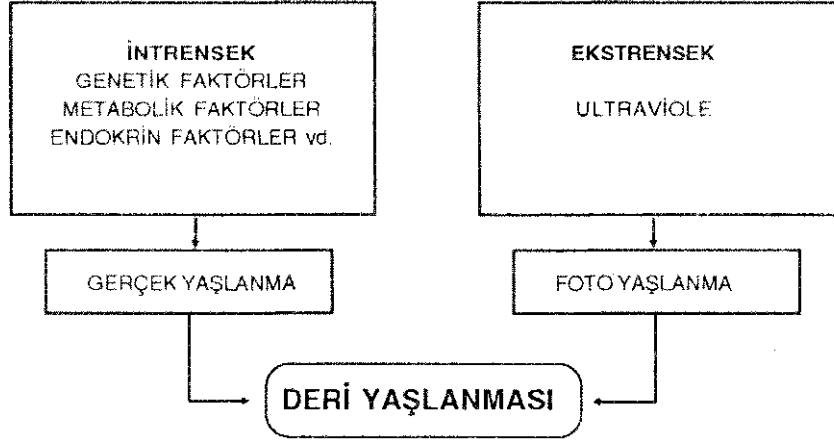 İNTRENSEK
GENETİK FAKTÖRLER
METABOLİK FAKTÖRLER
ENDOKRİN FAKTÖRLER vd.
EKSTRENSEK
ULTRAVİOLE
GERÇEK YAŞLANMA
FOTO YAŞLANMA
DERİ YAŞLANMASI